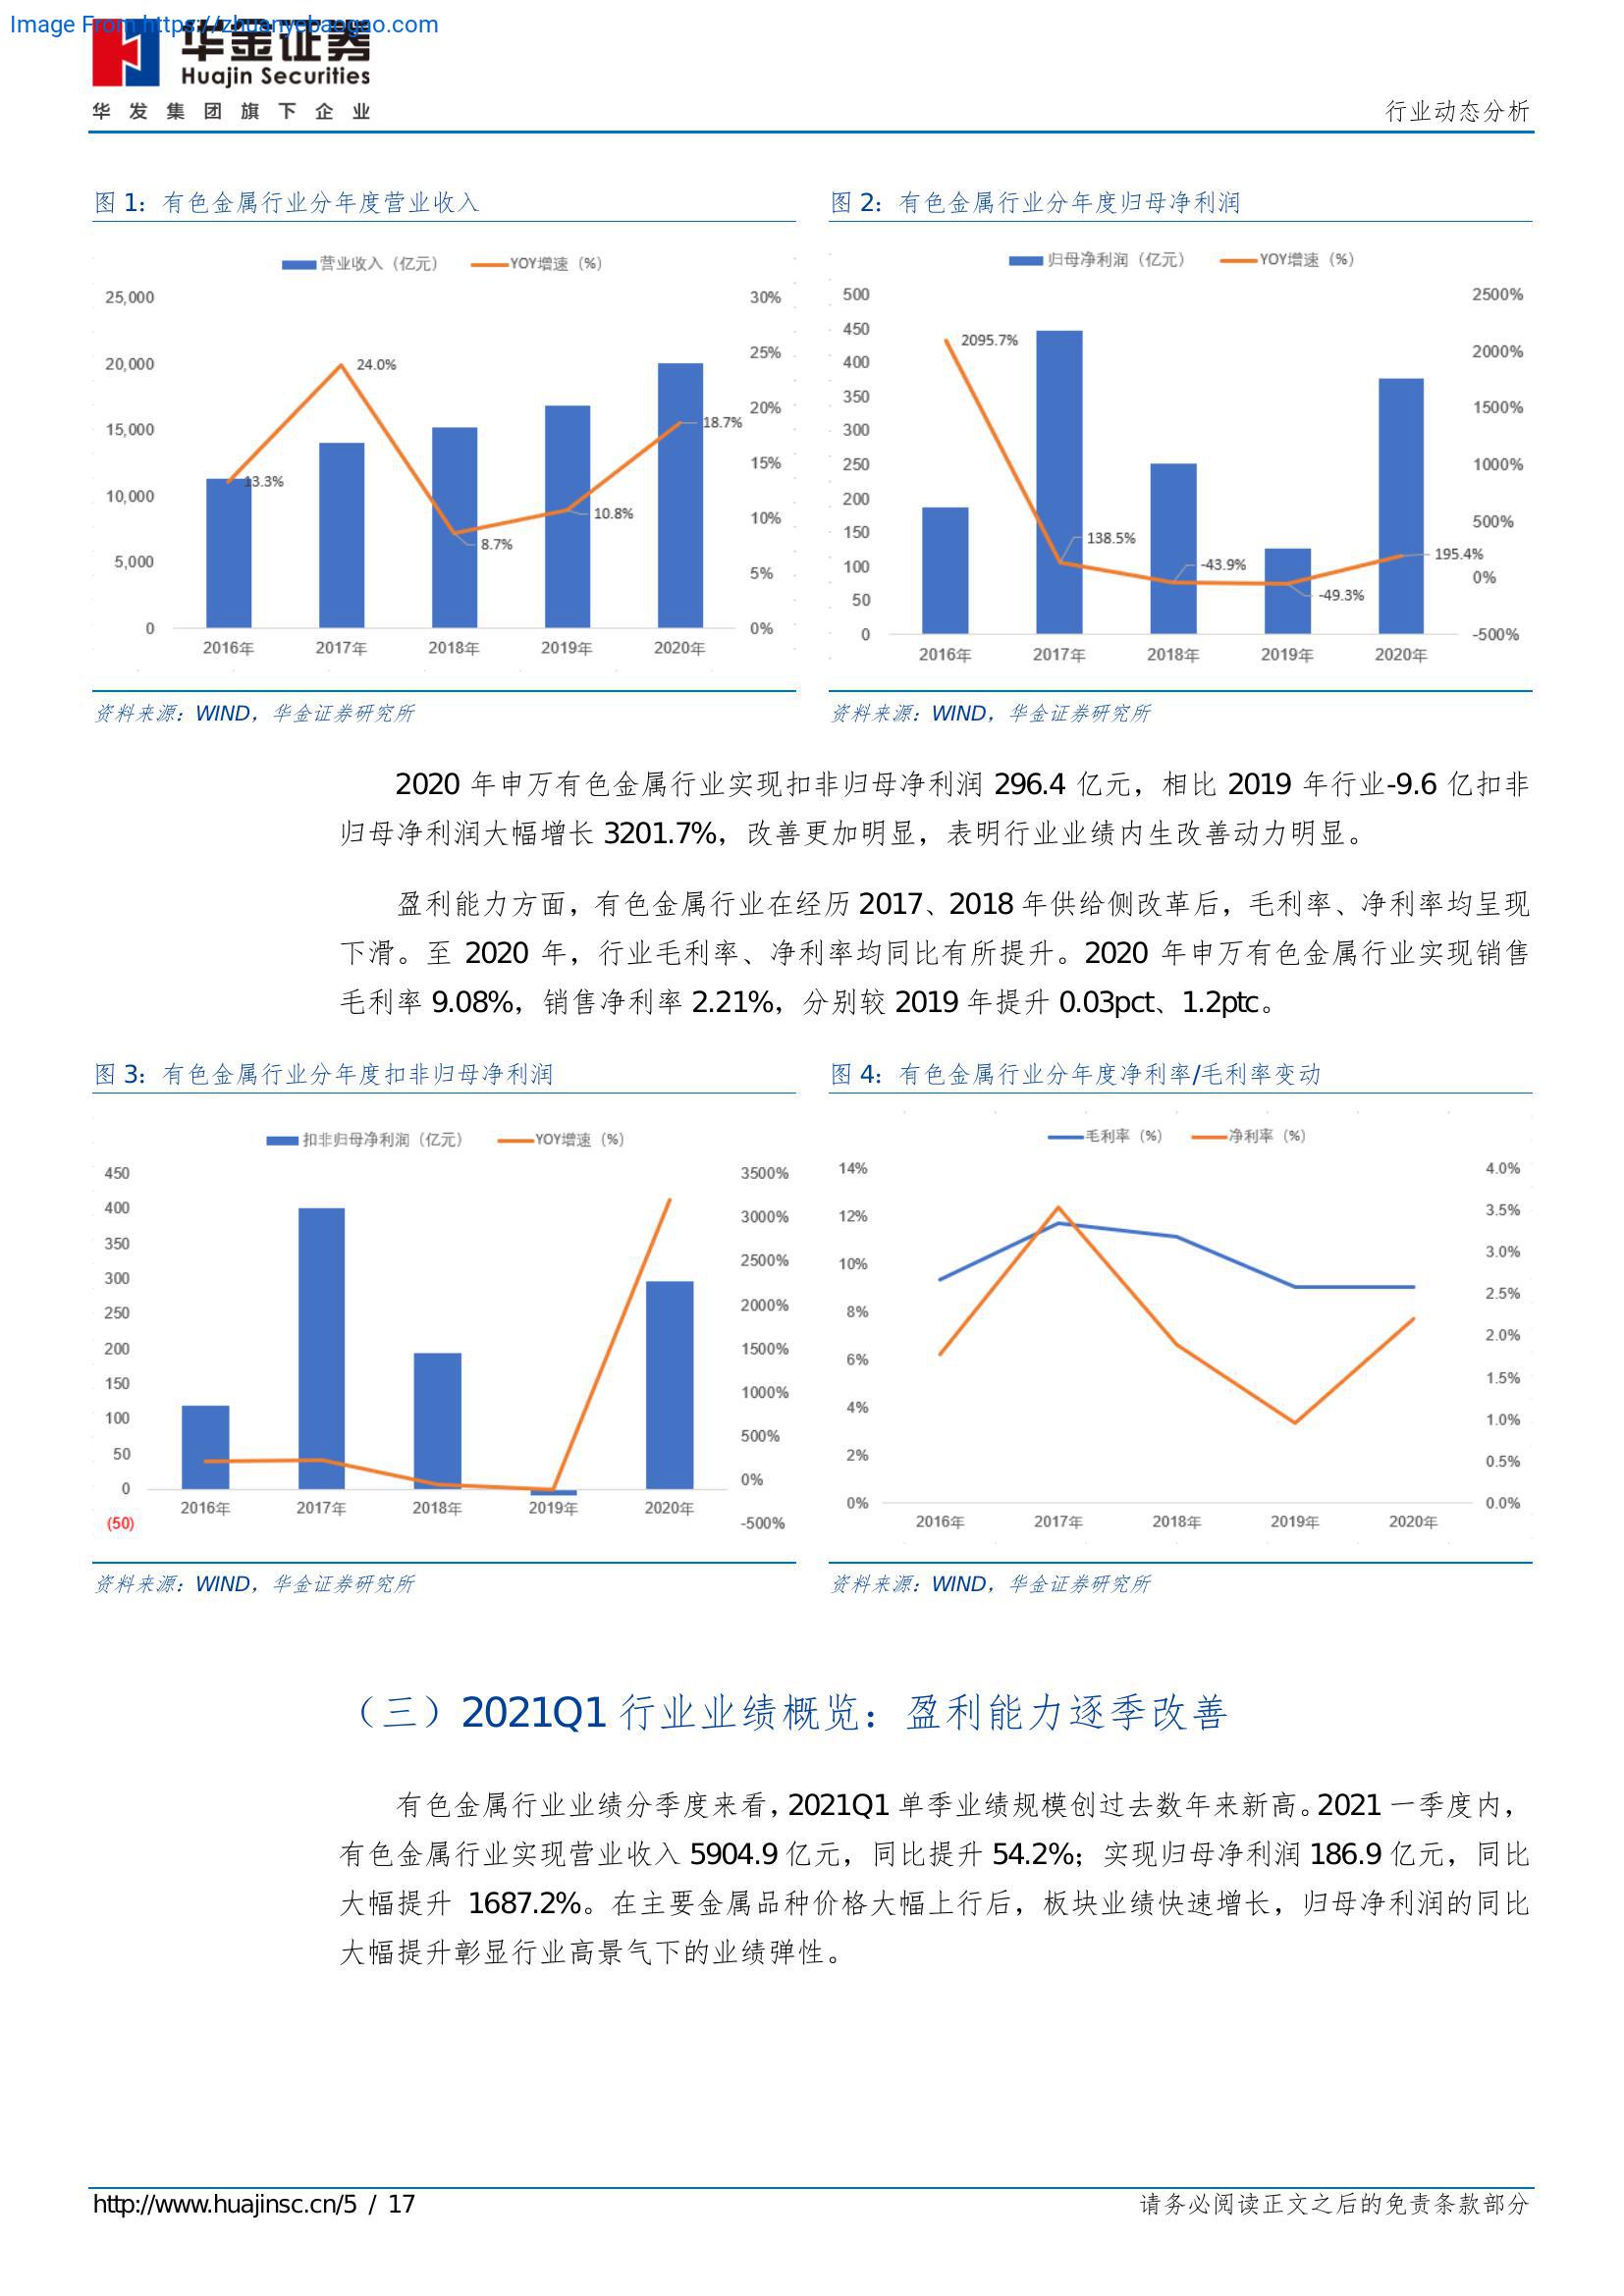 Image From https://zhuanyebaogao.com
华金证券
Huajin Securities
华发集团旗下企业
行业动态分析
图 1：有色金属行业分年度营业收入
营业收入（亿元） YOY增速（%）
25,000
20,000
15,000
10,000
5,000
0
30%
25%
20%
15%
10%
5%
0%
13.3%
24.0%
8.7%
10.8%
18.7%
2016年 2017年 2018年 2019年 2020年
资料来源：WIND，华金证券研究所
图 2：有色金属行业分年度归母净利润
归母净利润（亿元） YOY增速（%）
500
450
400
350
300
250
200
150
100
50
0
2500%
2000%
1500%
1000%
500%
0%
-500%
2095.7%
138.5%
-43.9%
-49.3%
195.4%
2016年 2017年 2018年 2019年 2020年
资料来源：WIND，华金证券研究所
2020 年申万有色金属行业实现扣非归母净利润 296.4 亿元，相比 2019 年行业-9.6 亿扣非
归母净利润大幅增长 3201.7%，改善更加明显，表明行业业绩内生改善动力明显。
盈利能力方面，有色金属行业在经历 2017、2018 年供给侧改革后，毛利率、净利率均呈现
下滑。至 2020 年，行业毛利率、净利率均同比有所提升。2020 年申万有色金属行业实现销售
毛利率 9.08%，销售净利率 2.21%，分别较 2019 年提升 0.03pct、1.2ptc。
图 3：有色金属行业分年度扣非归母净利润
扣非归母净利润（亿元） YOY增速（%）
450
400
350
300
250
200
150
100
50
0
(50)
3500%
3000%
2500%
2000%
1500%
1000%
500%
0%
-500%
2016年 2017年 2018年 2019年 2020年
资料来源：WIND，华金证券研究所
图 4：有色金属行业分年度净利率/毛利率变动
毛利率（%） 净利率（%）
14%
12%
10%
8%
6%
4%
2%
0%
4.0%
3.5%
3.0%
2.5%
2.0%
1.5%
1.0%
0.5%
0.0%
2016年 2017年 2018年 2019年 2020年
资料来源：WIND，华金证券研究所
（三）2021Q1 行业业绩概览：盈利能力逐季改善
有色金属行业业绩分季度来看，2021Q1 单季业绩规模创过去数年来新高。2021 一季度内，
有色金属行业实现营业收入 5904.9 亿元，同比提升 54.2%；实现归母净利润 186.9 亿元，同比
大幅提升 1687.2%。在主要金属品种价格大幅上行后，板块业绩快速增长，归母净利润的同比
大幅提升彰显行业高景气下的业绩弹性。
http://www.huajinsc.cn/5 / 17
请务必阅读正文之后的免责条款部分